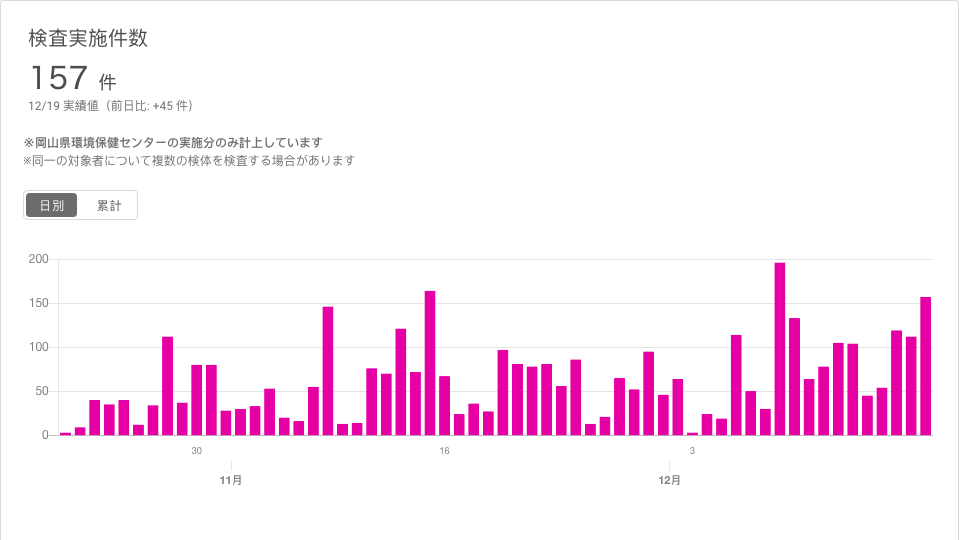 検査実施件数
157 件
12/19 実績値（前日比: +45 件）
※岡山県環境保健センターの実施分のみ計上しています
※同一の対象者について複数の検体を検査する場合があります
日別 累計
200
150
100
50
0
30 16 3
11月 12月